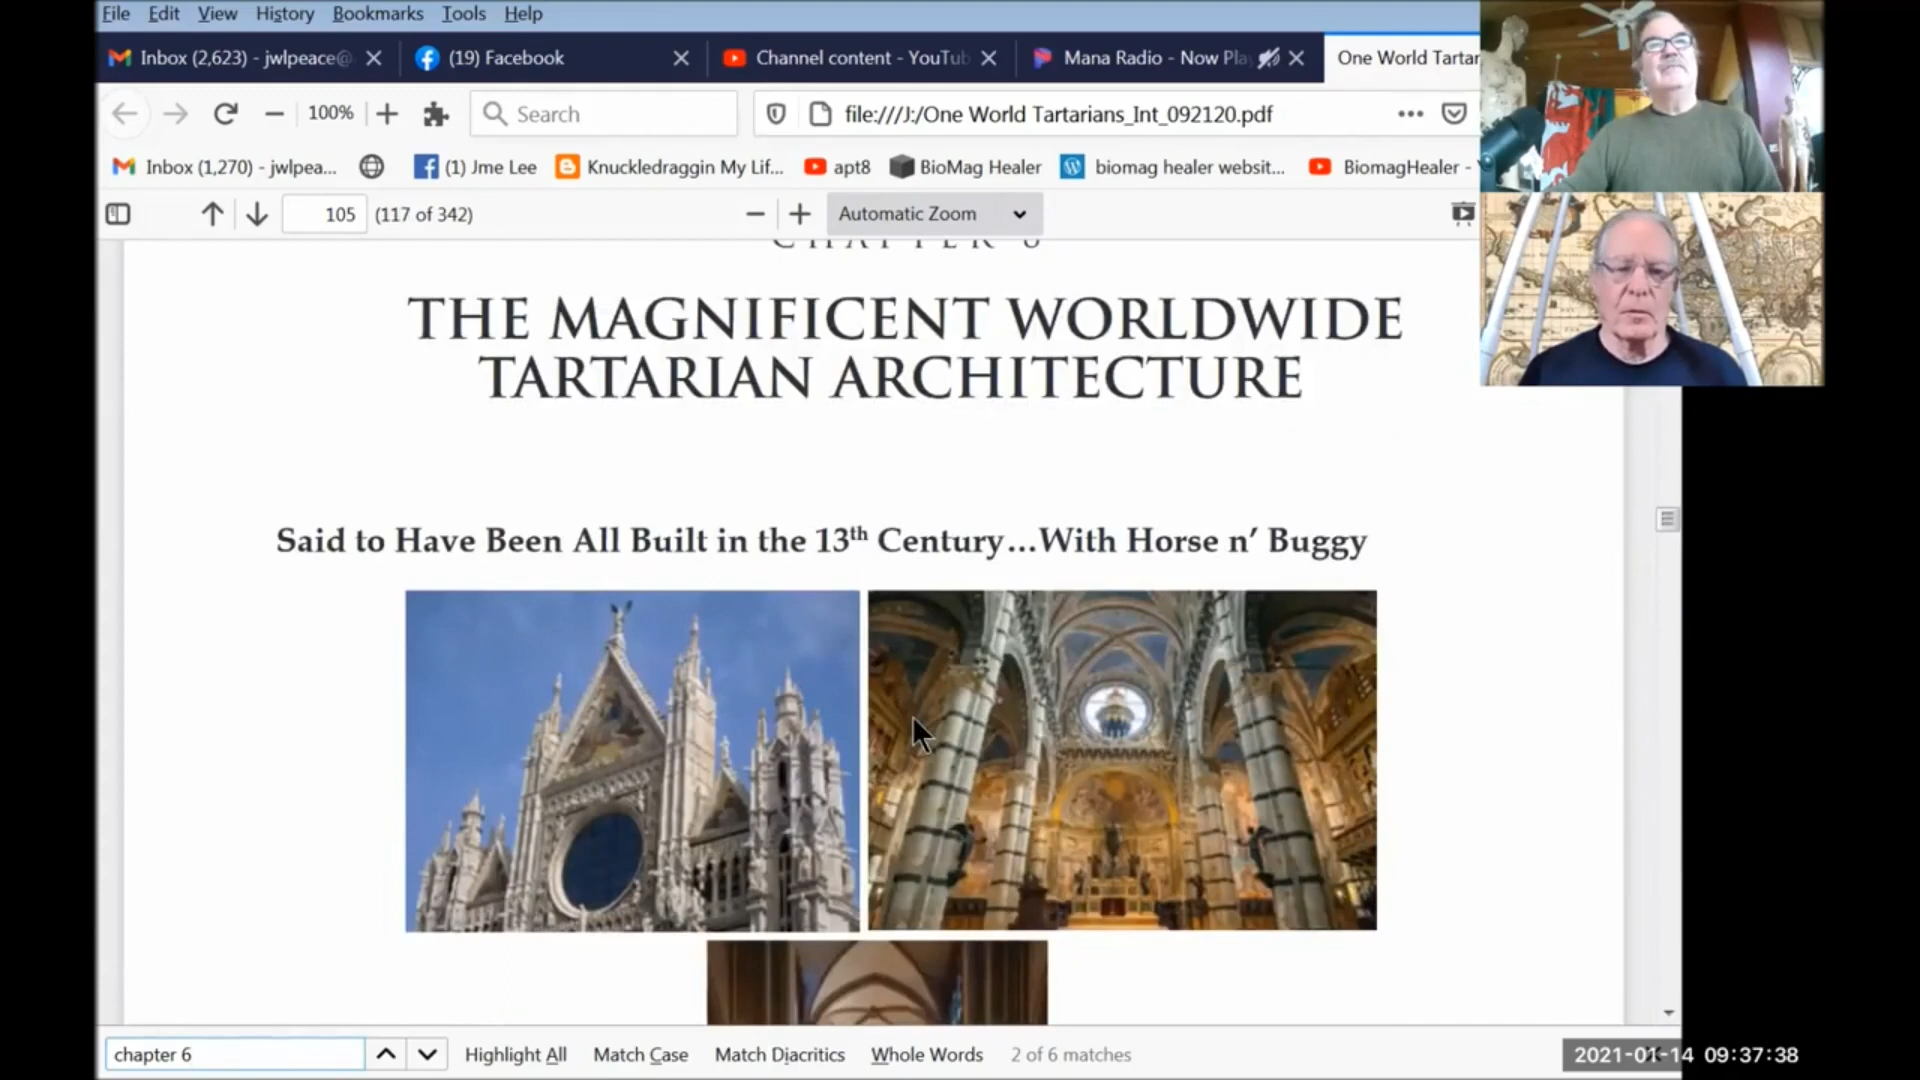 File Edit View History Bookmarks Tools Help
Inbox (2,623) - jwlpeace@ (19) Facebook Channel content - YouTub Mana Radio - Now Pla One World Tartar
100% Search file:///J:/One World Tartarians_Int_092120.pdf
Inbox (1,270) - jwlpea... (1) Jme Lee Knuckledraggin My Lif... apt8 BioMag Healer biomag healer websit... BiomagHealer -
105 (117 of 342) Automatic Zoom
THE MAGNIFICENT WORLDWIDE
TARTARIAN ARCHITECTURE
Said to Have Been All Built in the 13th Century...With Horse n' Buggy
chapter 6 Highlight All Match Case Match Diacritics Whole Words 2 of 6 matches
2021-01-14 09:37:38